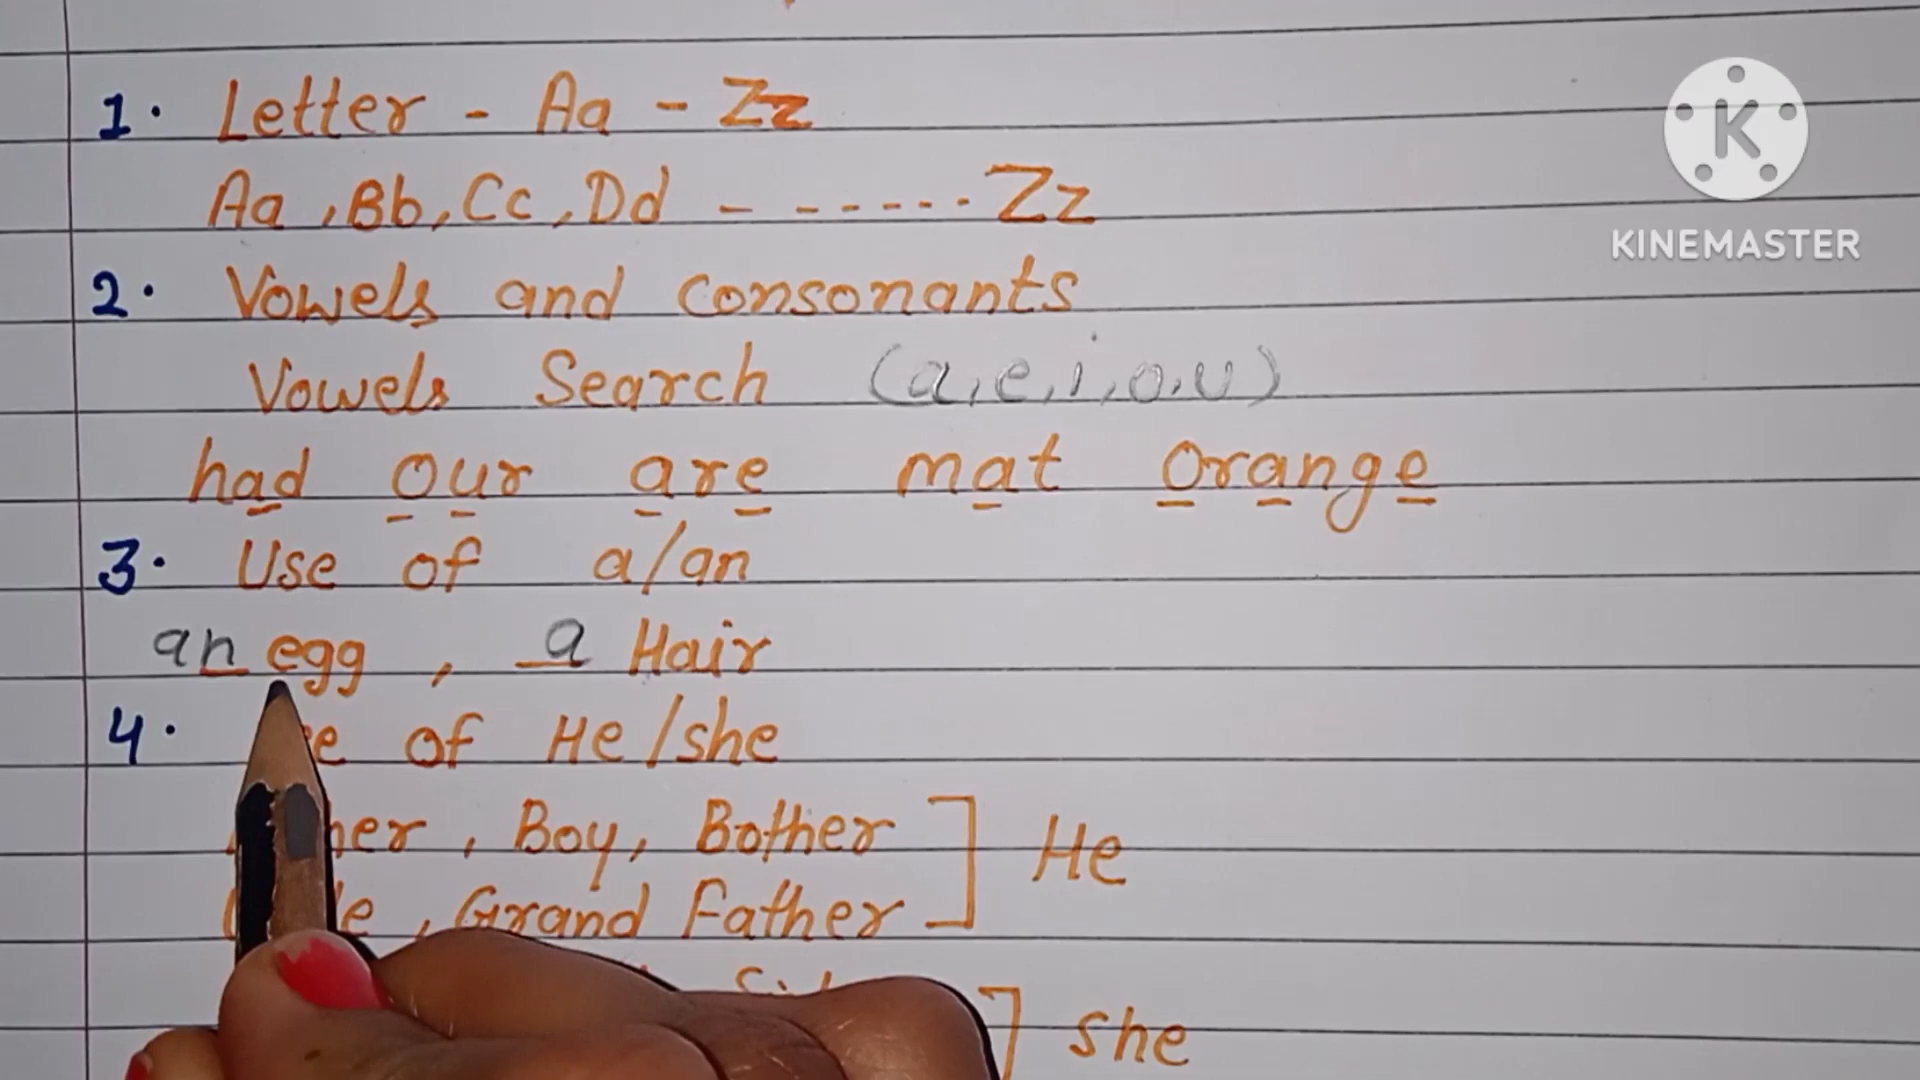 1. Letter - Aa - Zz
Aa, Bb, Cc, Dd - - - - - - - Zz
2. Vowels and consonants
Vowels Search (a, e, i, o, u)
had our are mat orange
3. Use of a/an
an egg, a Hair
4. of He/she
, Boy, Bother
, Grand Father
] He
] She
K
KINEMASTER